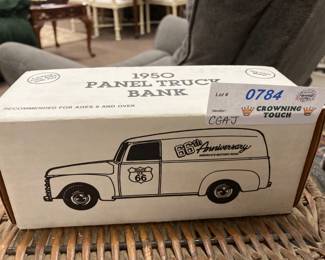 1950
PANEL TRUCK
BANK
RECOMMENDED FOR AGES 8 AND OVER
Lot #
0784
CROWNING
TOUCH
CGAJ
66th Anniversary
66